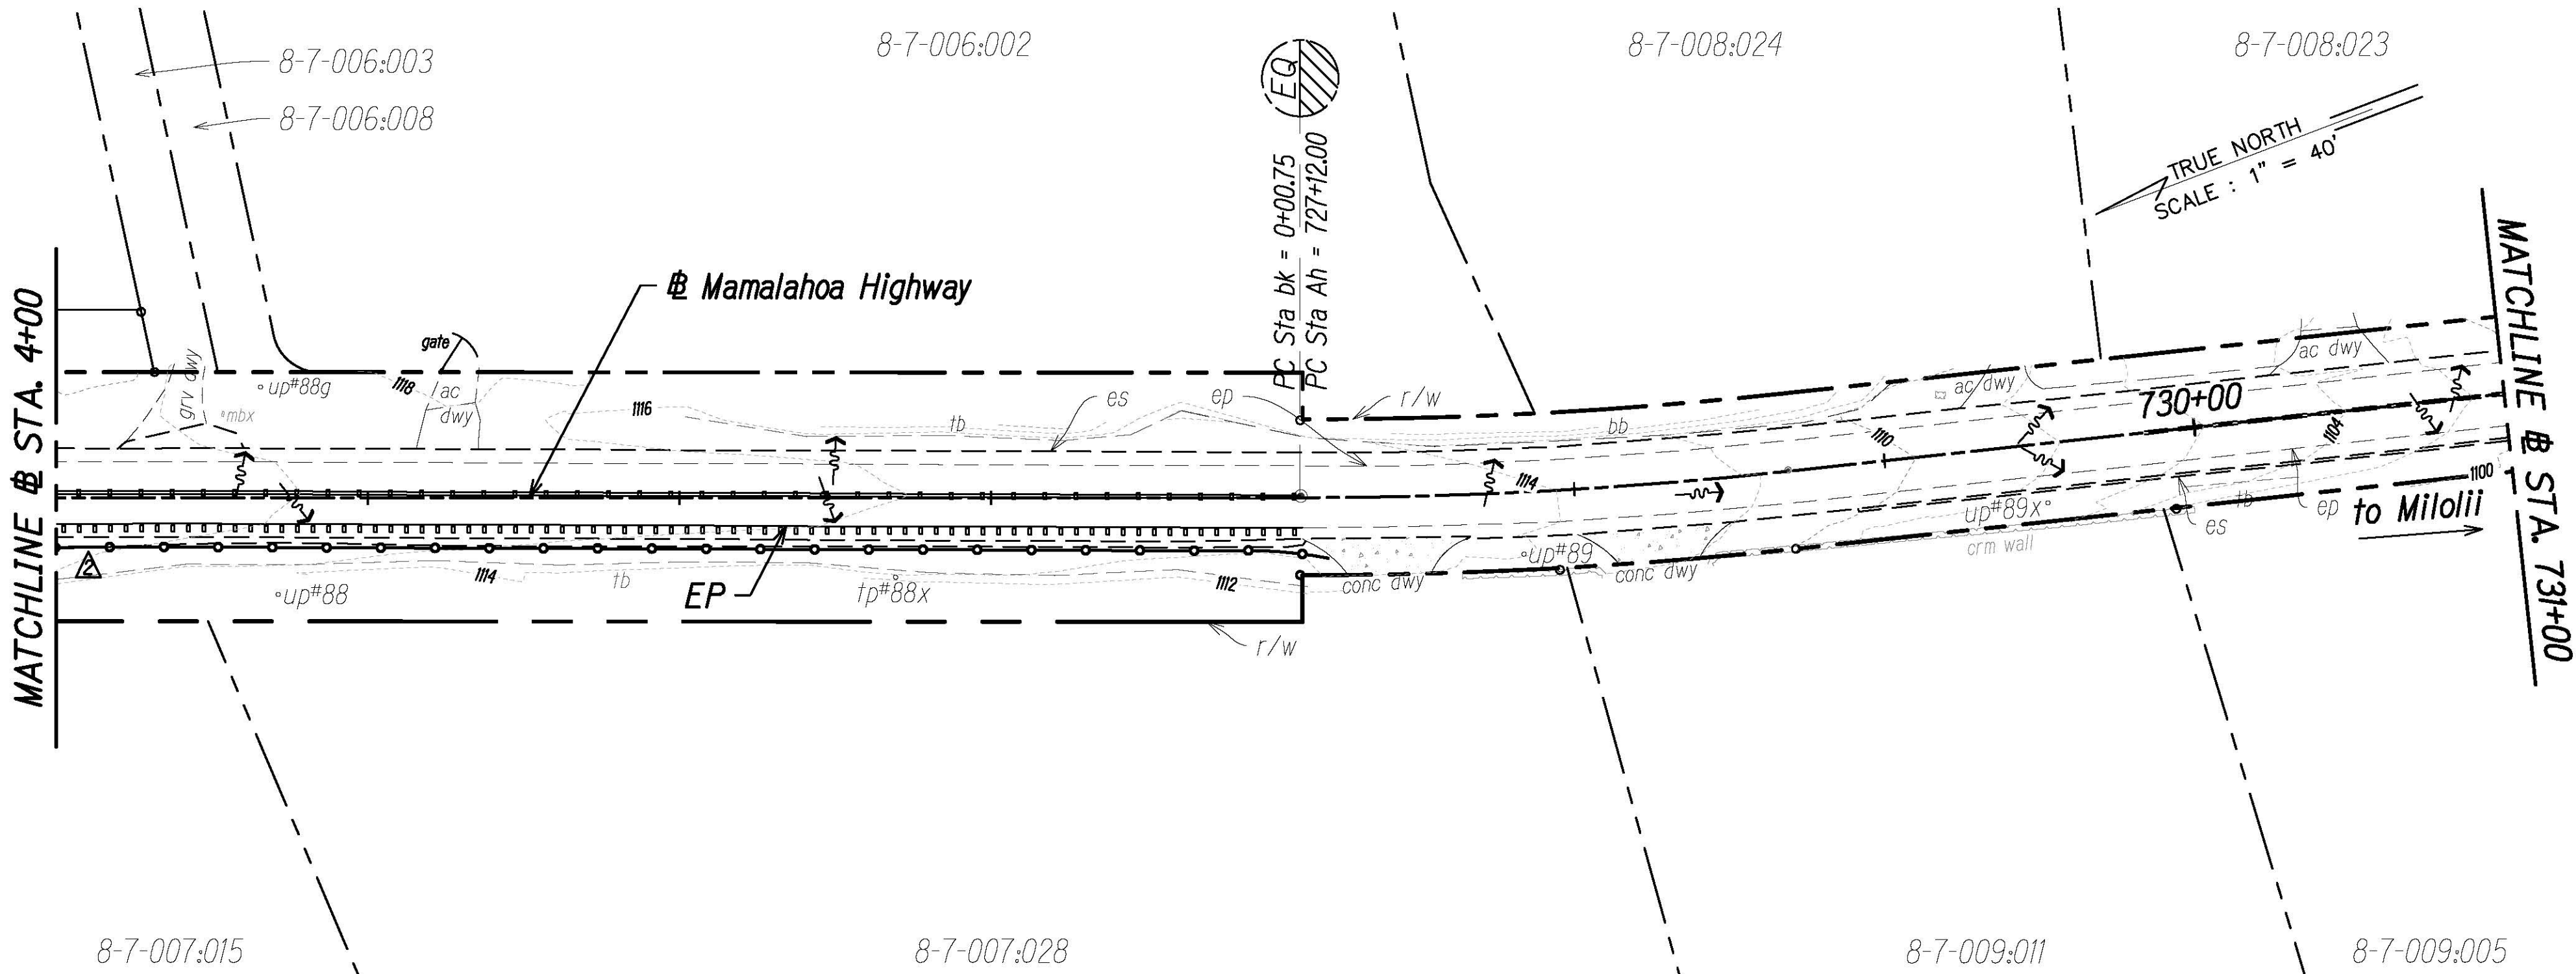 8-7-006:003
8-7-006:008
8-7-006:002
EQ
8-7-008:024
8-7-008:023
TRUE NORTH
SCALE : 1" = 40'
PC Sta bk = 0+00.75
PC Sta Ah = 727+12.00
MATCHLINE BL STA. 4+00
BL Mamalahoa Highway
MATCHLINE BL STA. 731+00
gate
grv dwy
up#88g
mbx
1118
ac
dwy
1116
tb
es
ep
r/w
bb
ac dwy
ac dwy
730+00
1110
1104
1114
1100
2
up#88
1114
tb
EP
tp#88x
1112
r/w
conc dwy
up#89
conc dwy
up#89x
crm wall
es
tb
ep
to Milolii
8-7-007:015
8-7-007:028
8-7-009:011
8-7-009:005